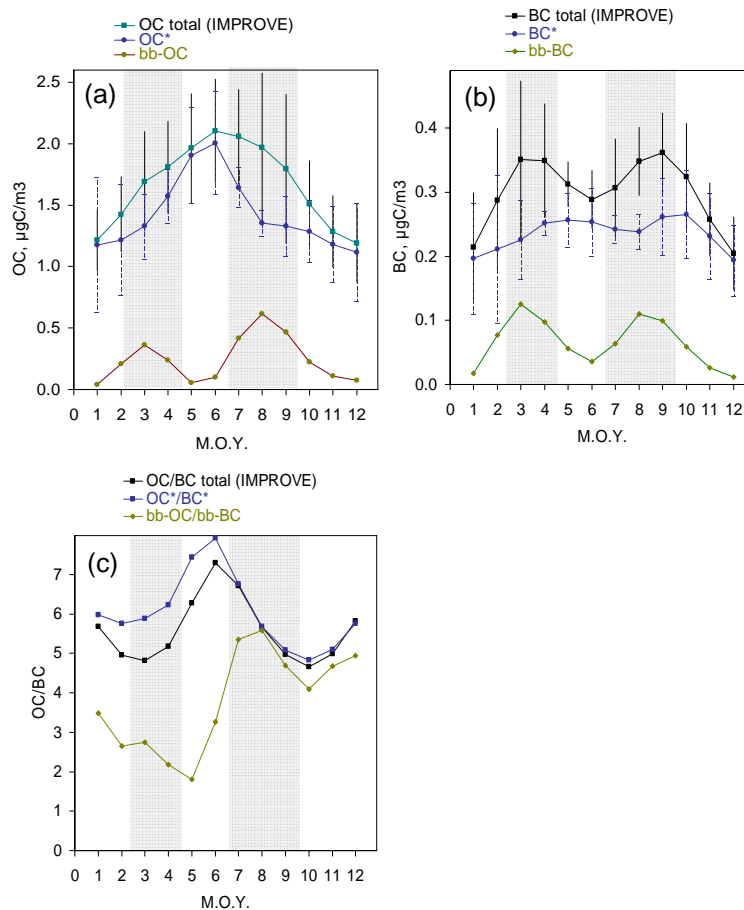 OC total (IMPROVE)
OC*
bb-OC
(a)
2.5
2.0
1.5
1.0
0.5
0.0
OC, µgC/m3
0 1 2 3 4 5 6 7 8 9 10 11 12
M.O.Y.
BC total (IMPROVE)
BC*
bb-BC
(b)
0.4
0.3
0.2
0.1
0.0
BC, µgC/m3
0 1 2 3 4 5 6 7 8 9 10 11 12
M.O.Y.
OC/BC total (IMPROVE)
OC*/BC*
bb-OC/bb-BC
(c)
7
6
5
4
3
2
1
0
OC/BC
0 1 2 3 4 5 6 7 8 9 10 11 12
M.O.Y.